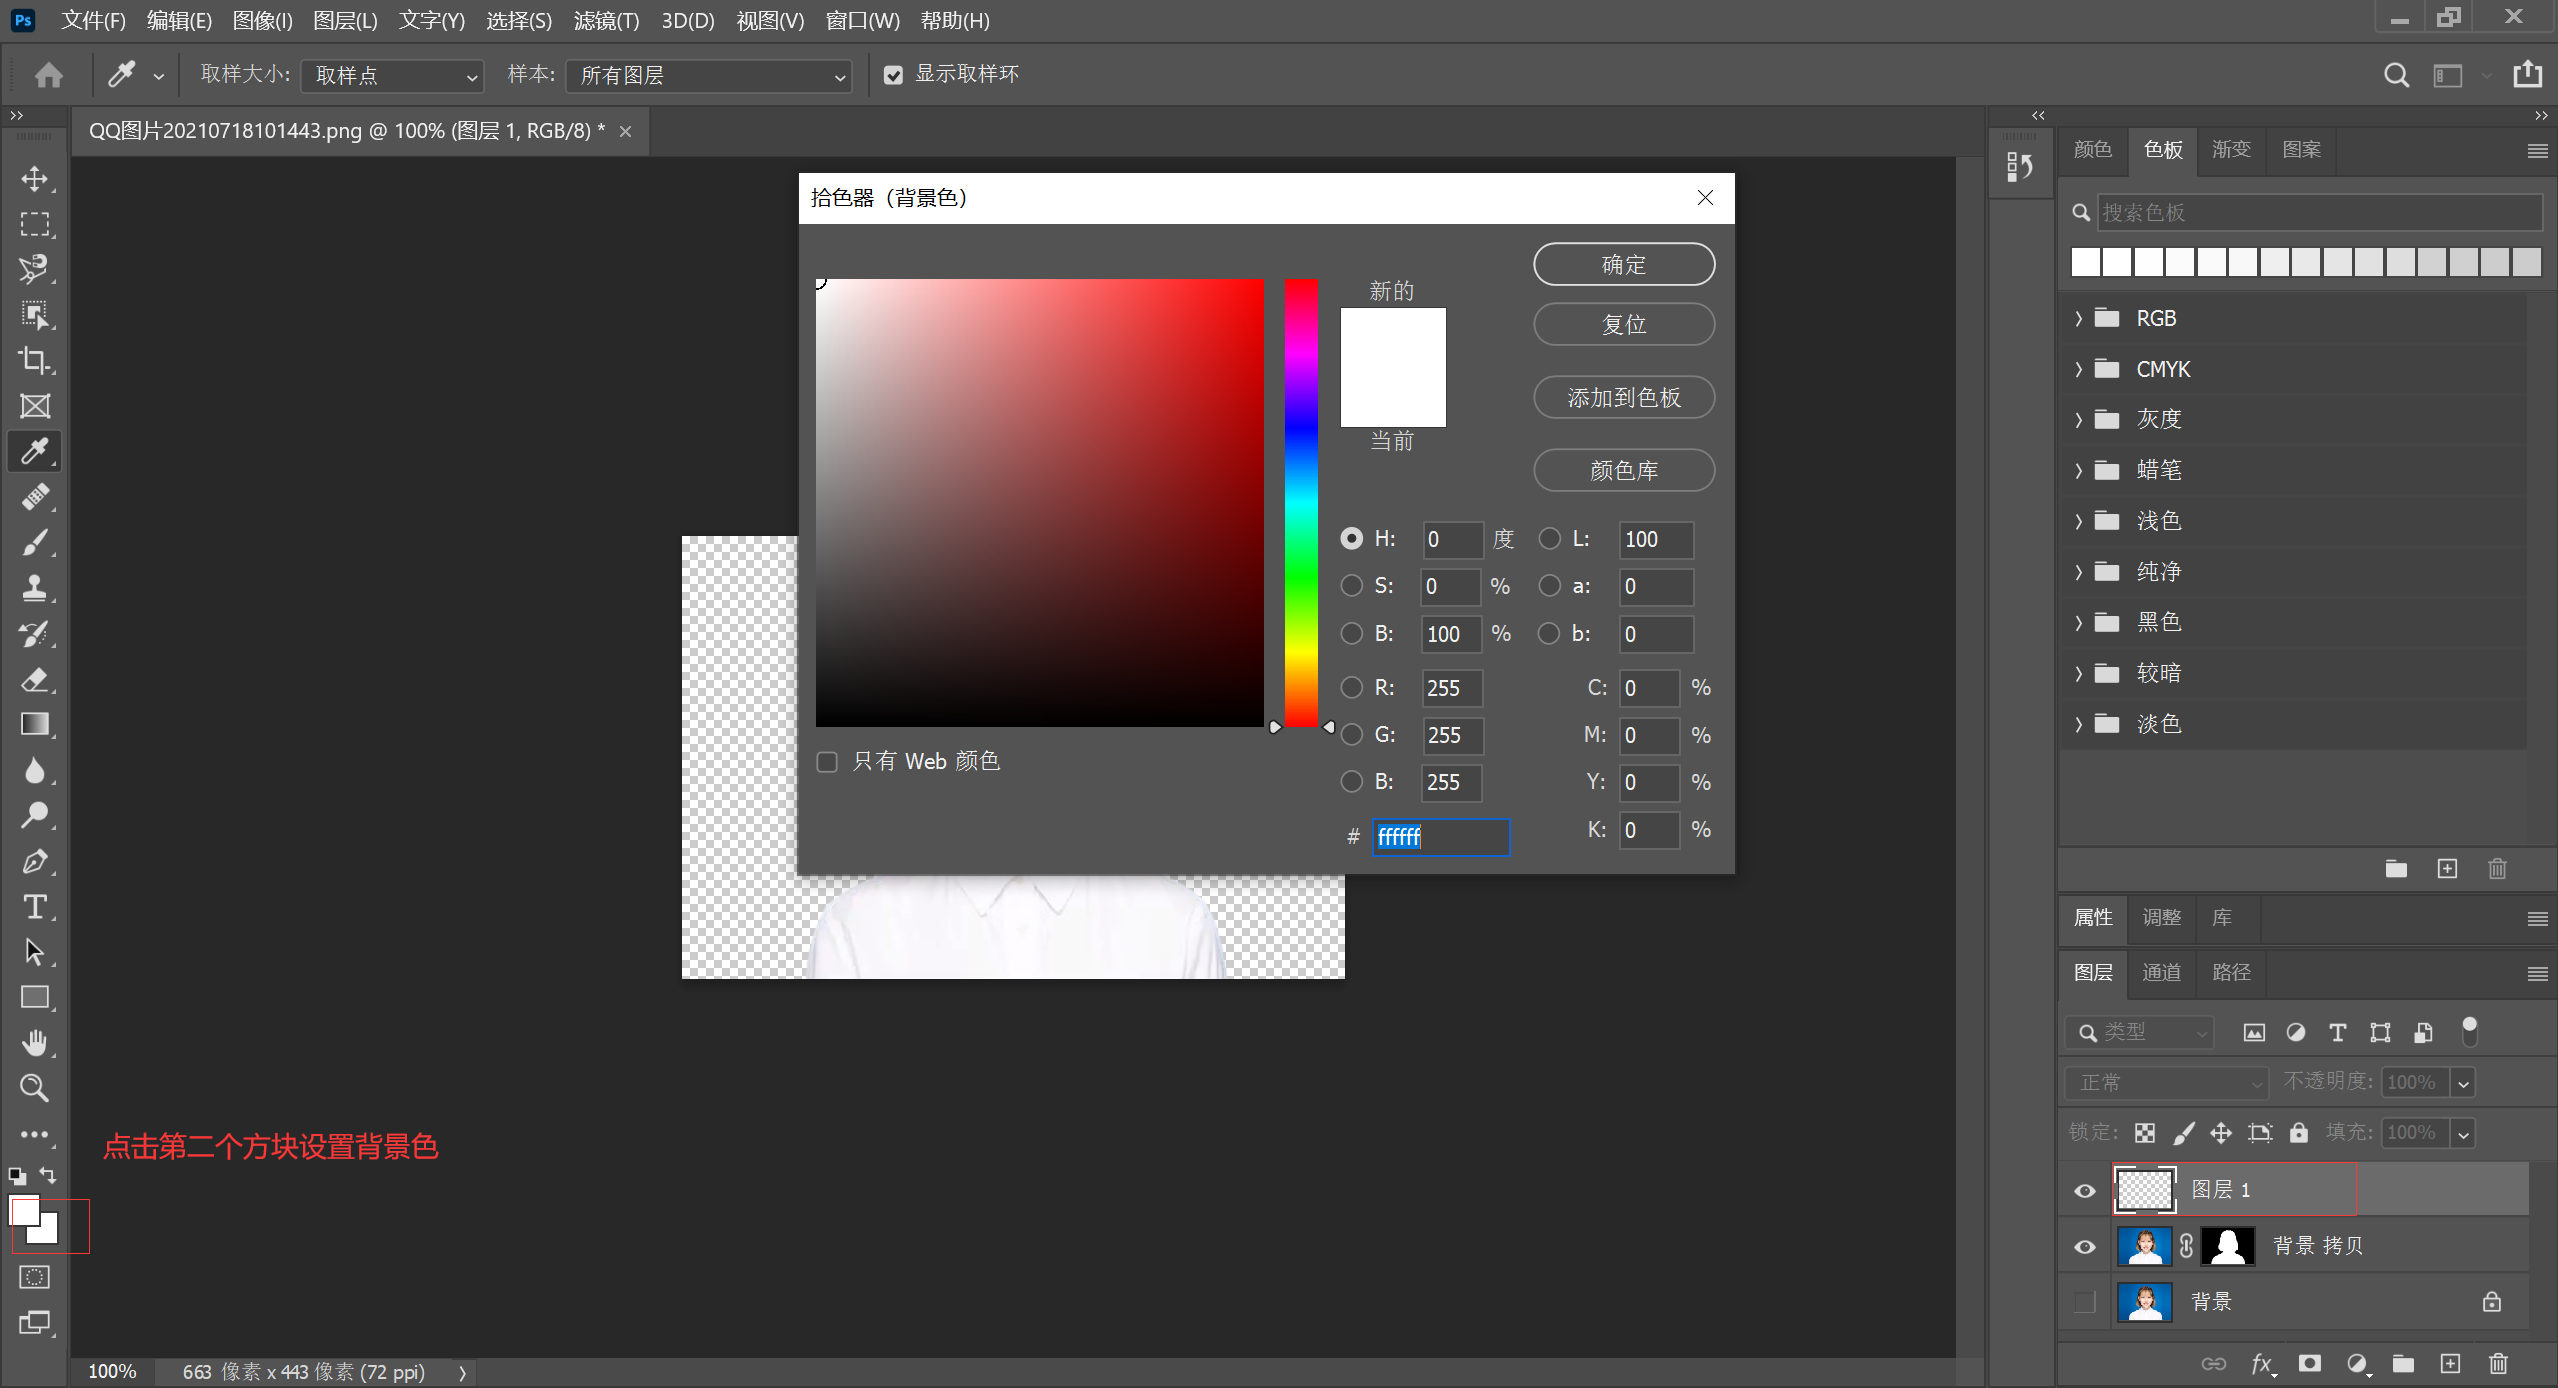 Ps 文件(F) 编辑(E) 图像(I) 图层(L) 文字(Y) 选择(S) 滤镜(T) 3D(D) 视图(V) 窗口(W) 帮助(H)
取样大小: 取样点 样本: 所有图层 显示取样环
QQ图片20210718101443.png @ 100% (图层 1, RGB/8) *
拾色器（背景色）
新的
当前
确定
复位
添加到色板
颜色库
H: 0 度 L: 100
S: 0 % a: 0
B: 100 % b: 0
R: 255 C: 0 %
G: 255 M: 0 %
B: 255 Y: 0 %
# ffffff K: 0 %
只有 Web 颜色
点击第二个方块设置背景色
100% 663 像素 x 443 像素 (72 ppi)
颜色 色板 渐变 图案
搜索色板
RGB
CMYK
灰度
蜡笔
浅色
纯净
黑色
较暗
淡色
属性 调整 库
图层 通道 路径
类型
正常 不透明度: 100%
锁定: 填充: 100%
图层 1
背景 拷贝
背景
fx